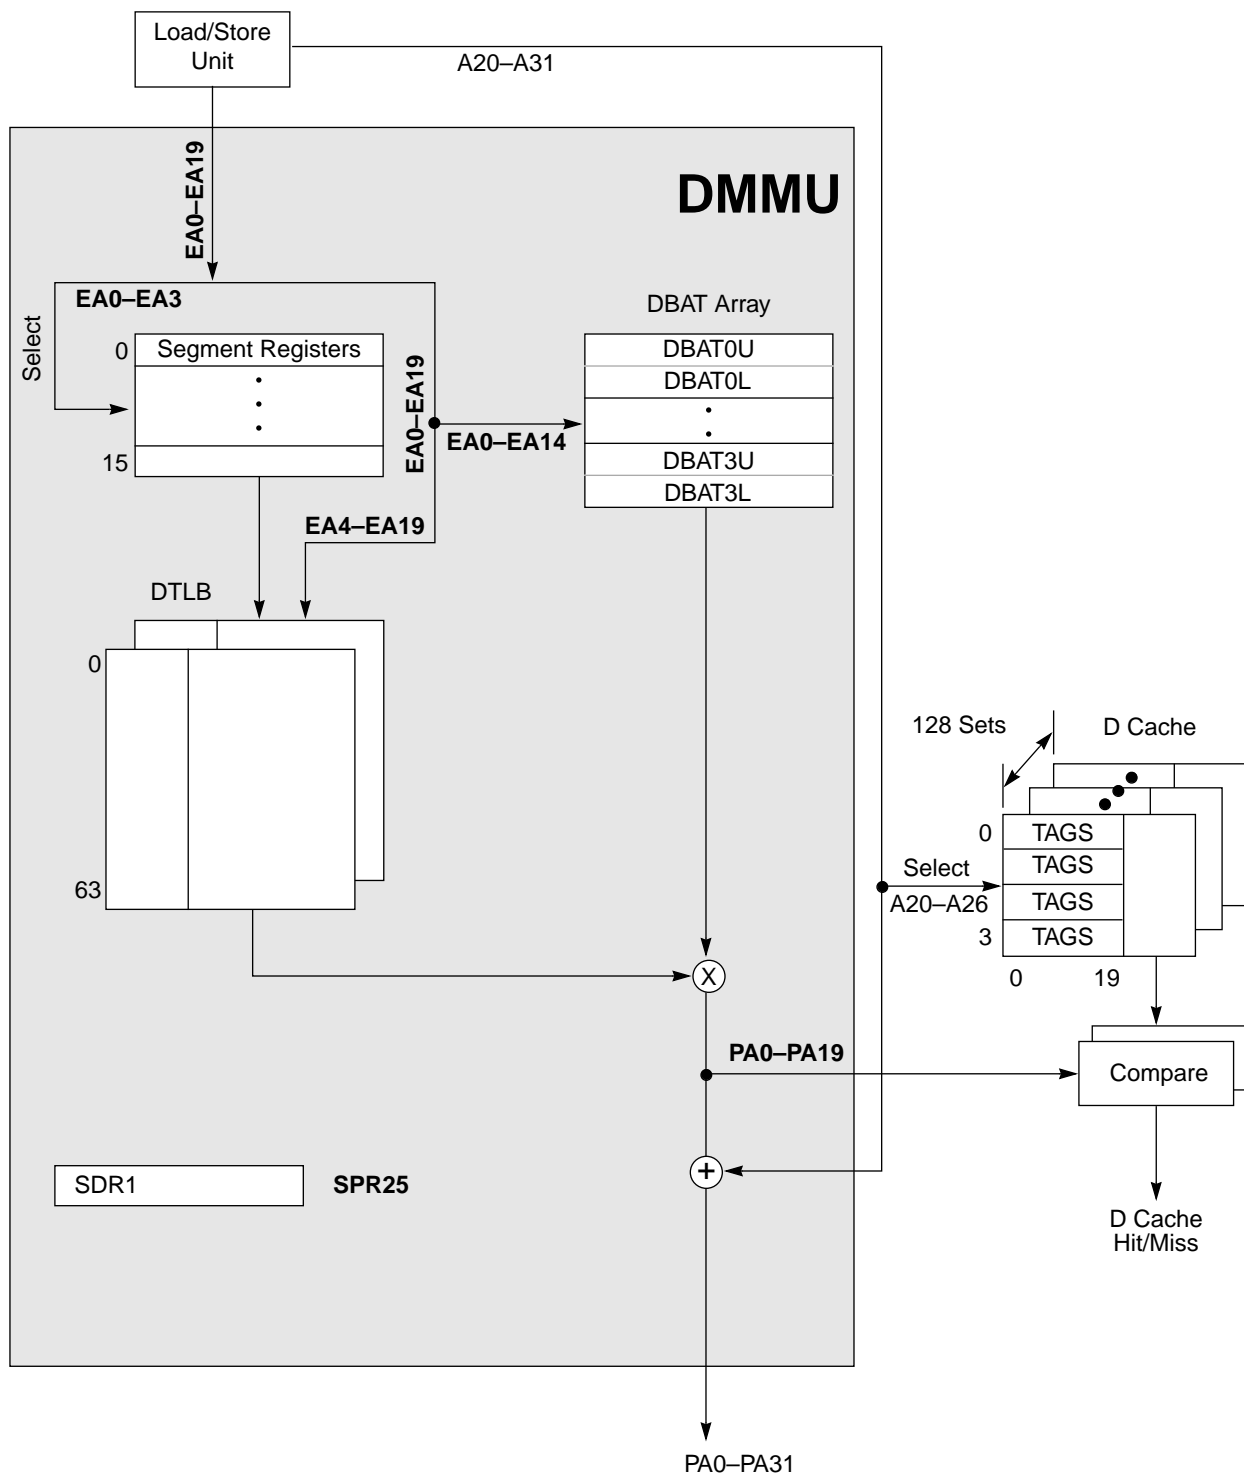 Load/Store
Unit
A20–A31
EA0–EA19
DMMU
EA0–EA3
Select
0
Segment Registers
15
EA0–EA19
EA0–EA14
DBAT Array
DBAT0U
DBAT0L
DBAT3U
DBAT3L
EA4–EA19
DTLB
0
63
128 Sets
D Cache
0
TAGS
TAGS
TAGS
3
TAGS
Select
A20–A26
0
19
X
PA0–PA19
Compare
+
SDR1
SPR25
D Cache
Hit/Miss
PA0–PA31